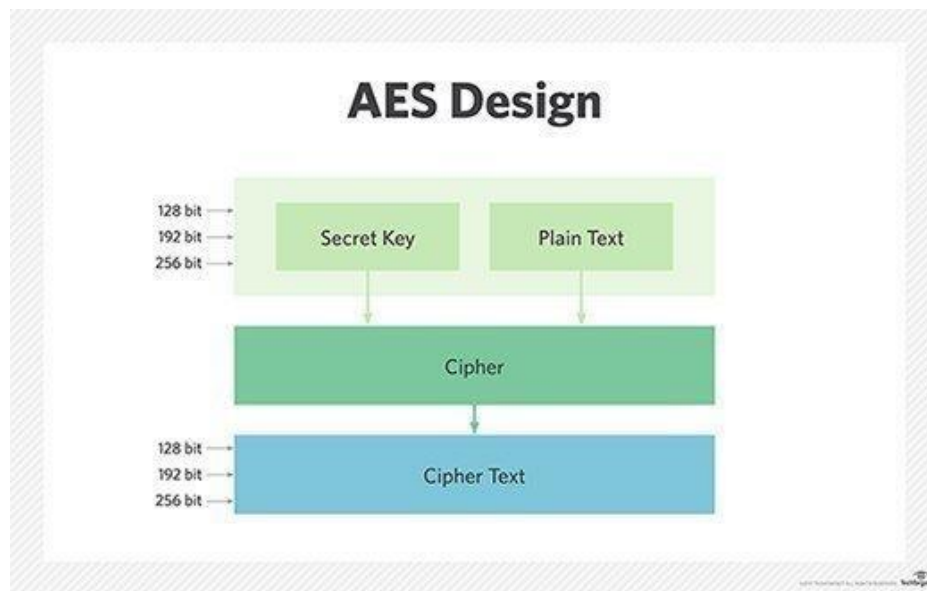 AES Design
128 bit
192 bit
256 bit
Secret Key
Plain Text
Cipher
128 bit
192 bit
256 bit
Cipher Text